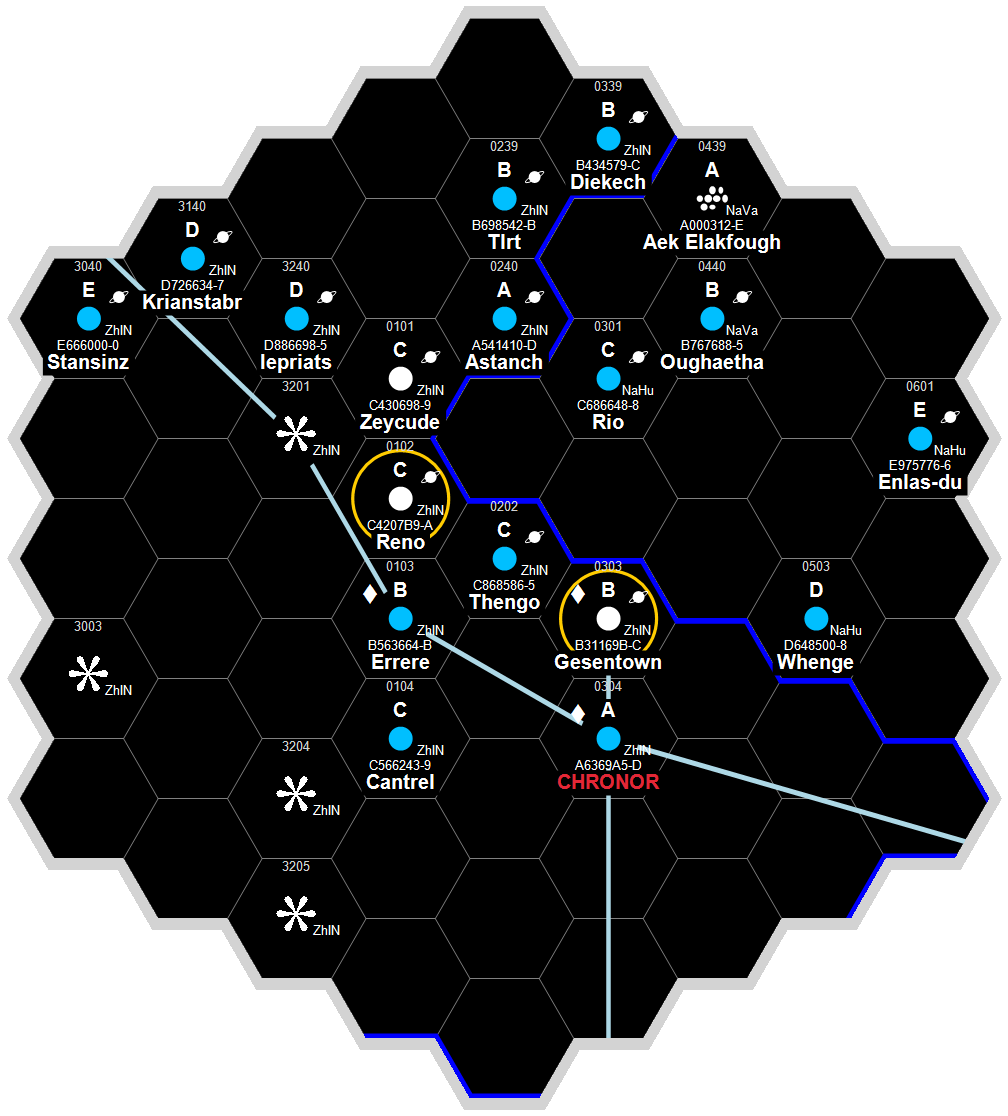 0339
B
ZhIN
B434579-C
Diekech
0239
B
ZhIN
B698542-B
Tlrt
0439
A
NaVa
A000312-E
Aek Elakfough
3140
D
ZhIN
D726634-7
Krianstabr
3040
E
ZhIN
E666000-0
Stansinz
3240
D
ZhIN
D886698-5
Iepriats
0240
A
ZhIN
A541410-D
Astanch
0440
B
NaVa
B767688-5
Oughaetha
0101
C
ZhIN
C430698-9
Zeycude
0301
C
NaHu
C686648-8
Rio
3201
ZhIN
0601
E
NaHu
E975776-6
Enlas-du
0102
C
ZhIN
C4207B9-A
Reno
0202
C
ZhIN
C868586-5
Thengo
0103
B
ZhIN
B563664-B
Errere
0303
B
ZhIN
B31169B-C
Gesentown
0503
D
NaHu
D648500-8
Whenge
3003
ZhIN
0104
C
ZhIN
C566243-9
Cantrel
0304
A
ZhIN
A6369A5-D
CHRONOR
3204
ZhIN
3205
ZhIN